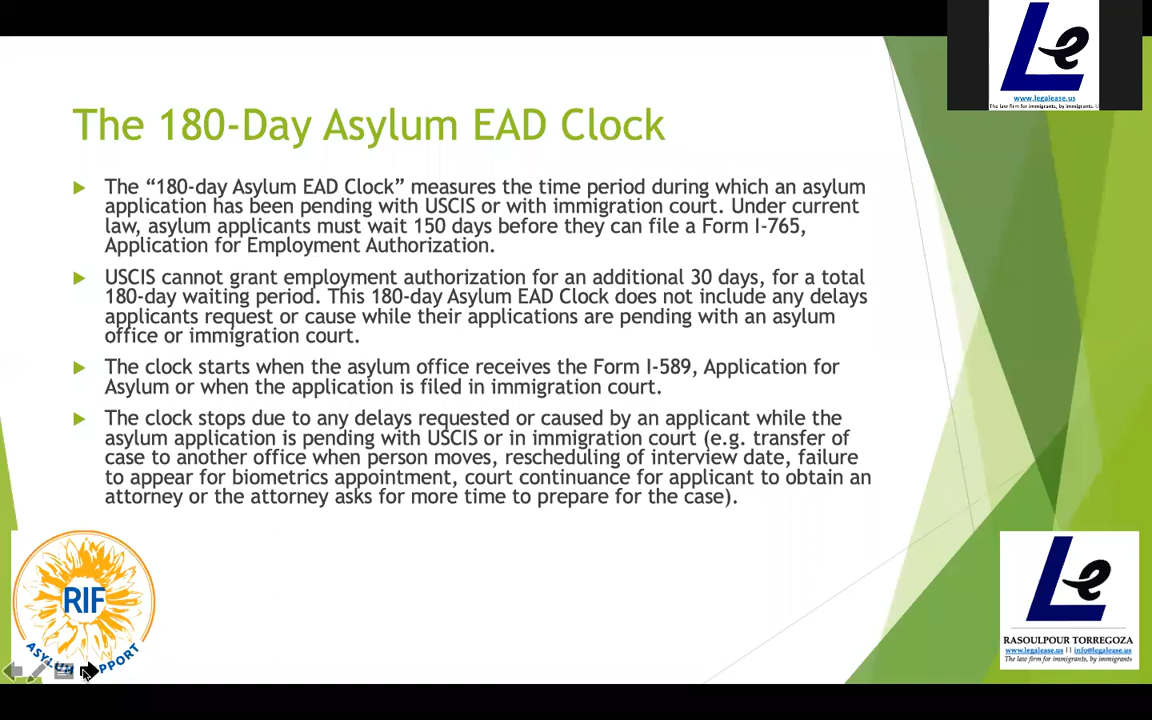 Le
www.legalease.us
The law firm for immigrants, by immigrants.
The 180-Day Asylum EAD Clock
The “180-day Asylum EAD Clock” measures the time period during which an asylum
application has been pending with USCIS or with immigration court. Under current
law, asylum applicants must wait 150 days before they can file a Form I-765,
Application for Employment Authorization.
USCIS cannot grant employment authorization for an additional 30 days, for a total
180-day waiting period. This 180-day Asylum EAD Clock does not include any delays
applicants request or cause while their applications are pending with an asylum
office or immigration court.
The clock starts when the asylum office receives the Form I-589, Application for
Asylum or when the application is filed in immigration court.
The clock stops due to any delays requested or caused by an applicant while the
asylum application is pending with USCIS or in immigration court (e.g. transfer of
case to another office when person moves, rescheduling of interview date, failure
to appear for biometrics appointment, court continuance for applicant to obtain an
attorney or the attorney asks for more time to prepare for the case).
RIF
Le
RASOULPOUR TORREGOZA
www.legalease.us || info@legalease.us
The law firm for immigrants, by immigrants